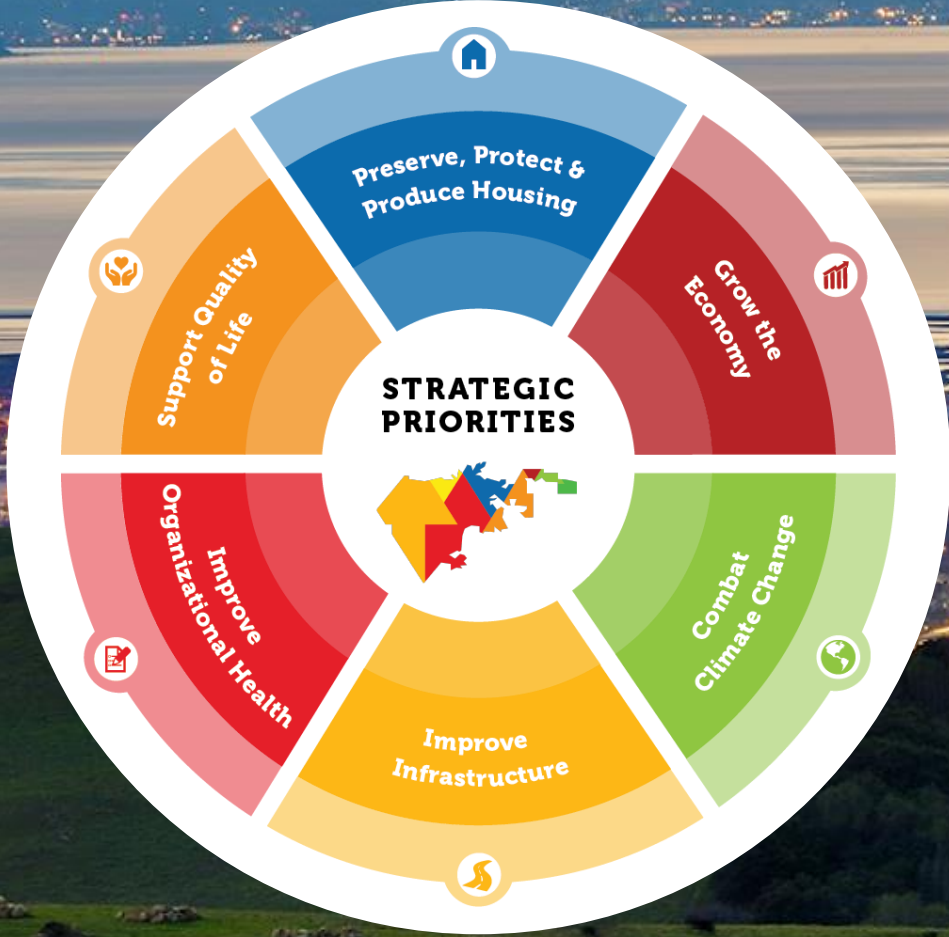 STRATEGIC
PRIORITIES
Preserve, Protect &
Produce Housing
Grow the
Economy
Combat
Climate Change
Improve
Infrastructure
Improve
Organizational Health
Support Quality
of Life